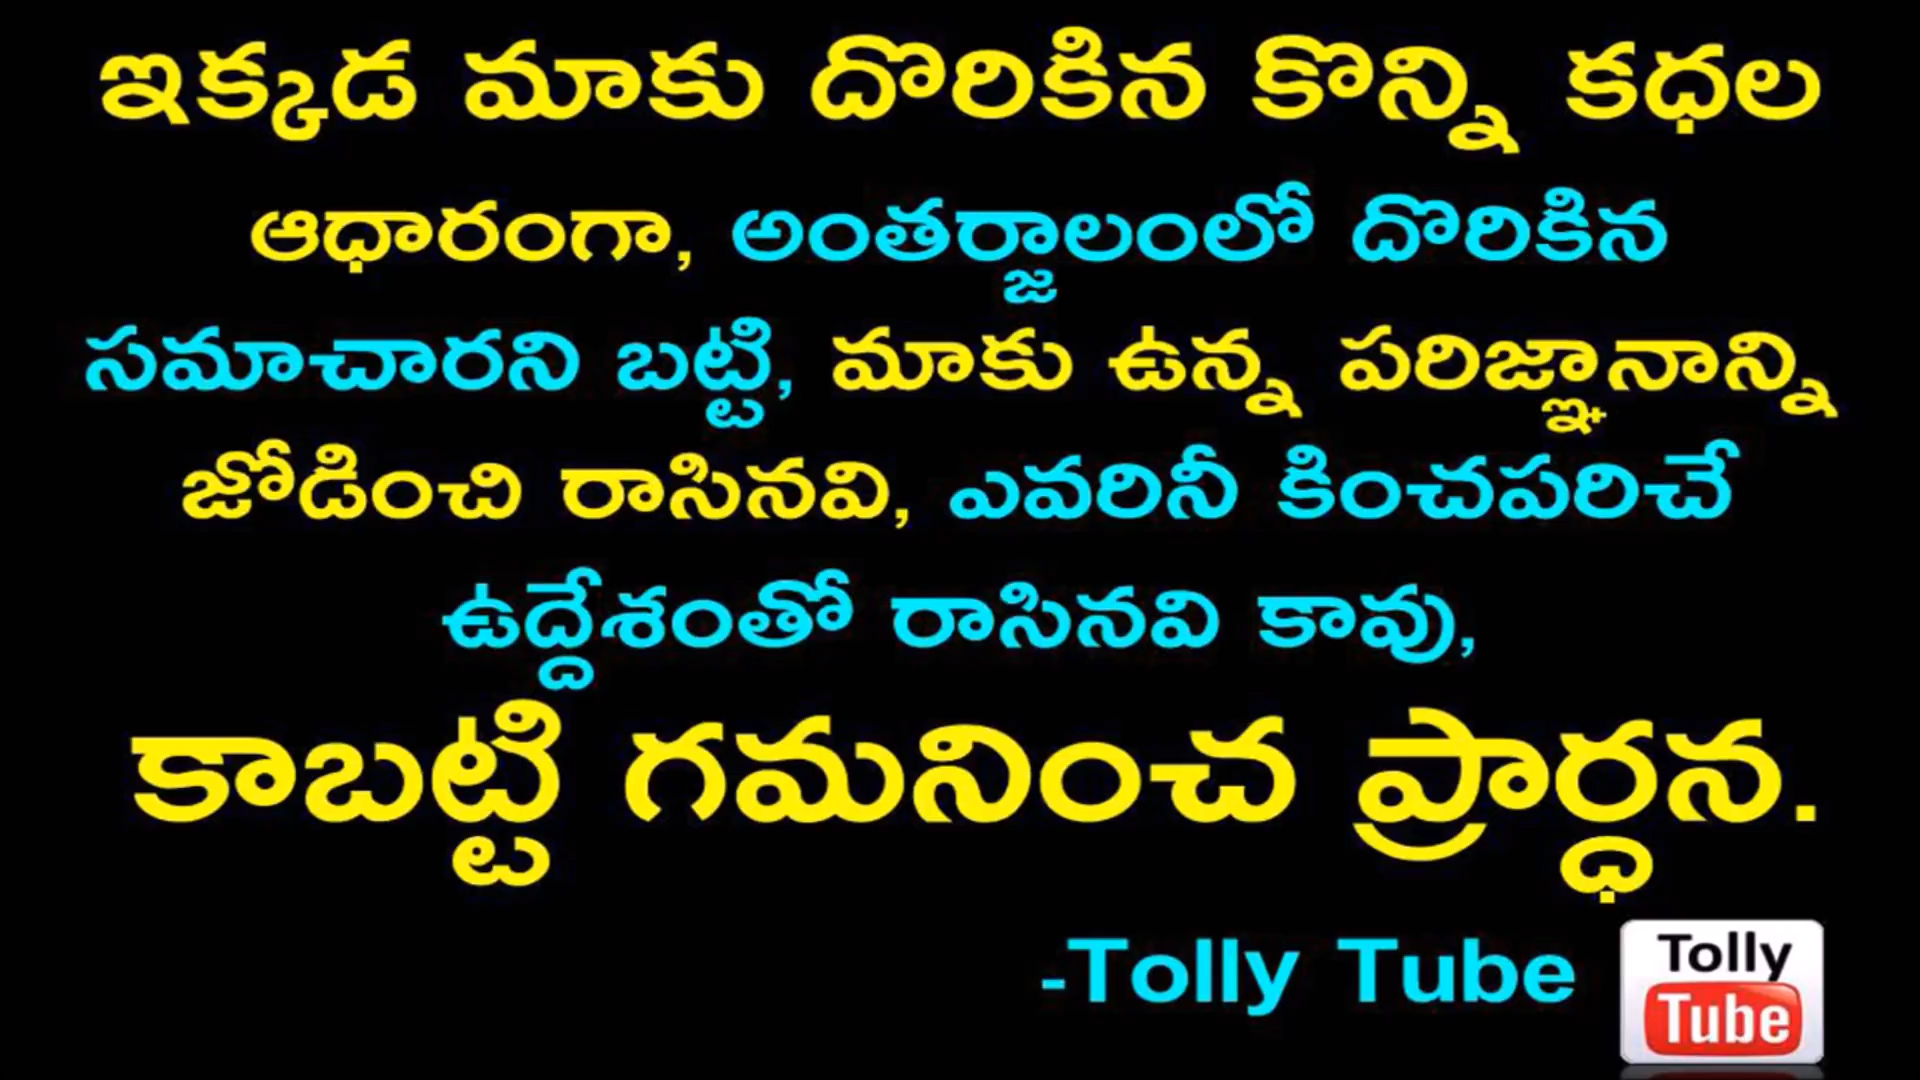 ఇక్కడ మాకు దొరికిన కొన్ని కధల
ఆధారంగా, అంతర్జాలంలో దొరికిన
సమాచారని బట్టి, మాకు ఉన్న పరిజ్ఞానాన్ని
జోడించి రాసినవి, ఎవరినీ కించపరిచే
ఉద్దేశంతో రాసినవి కావు,
కాబట్టి గమనించ ప్రార్ధన.
-Tolly Tube
Tolly
Tube